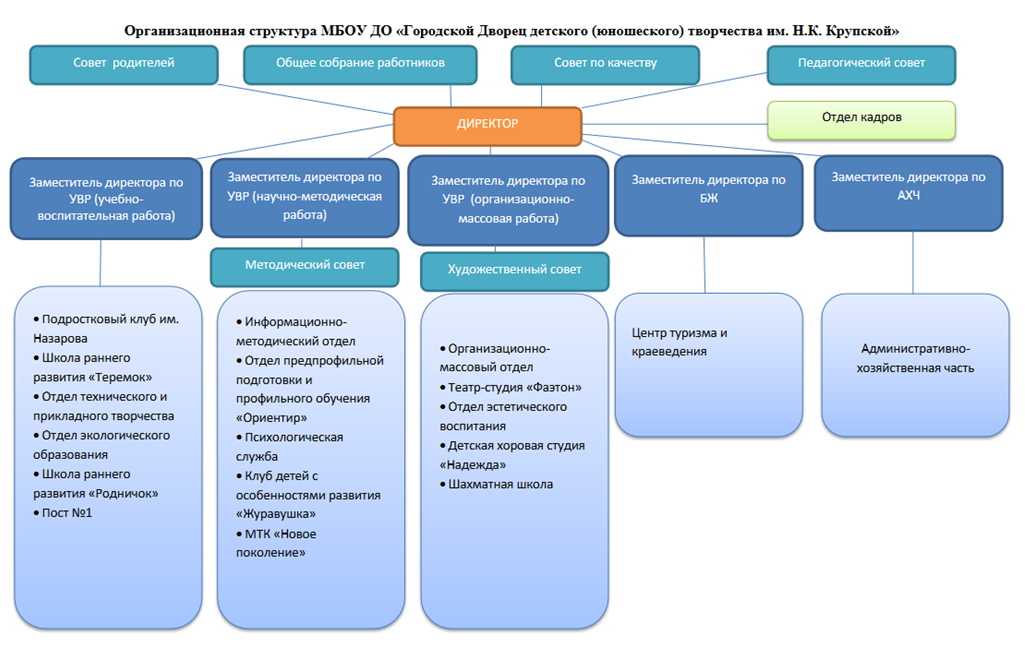 Организационная структура МБОУ ДО «Городской Дворец детского (юношеского) творчества им. Н.К. Крупской»
Совет родителей
Общее собрание работников
Совет по качеству
Педагогический совет
ДИРЕКТОР
Отдел кадров
Заместитель директора по
УВР (учебно-
воспитательная работа)
Заместитель директора по
УВР (научно-методическая
работа)
Заместитель директора по
УВР (организационно-
массовая работа)
Заместитель директора по
БЖ
Заместитель директора по
АХЧ
Методический совет
Художественный совет
• Подростковый клуб им.
Назарова
• Школа раннего
развития «Теремок»
• Отдел технического и
прикладного творчества
• Отдел экологического
образования
• Школа раннего
развития «Родничок»
• Пост №1
• Информационно-
методический отдел
• Отдел предпрофильной
подготовки и
профильного обучения
«Ориентир»
• Психологическая
служба
• Клуб детей с
особенностями развития
«Журавушка»
• МТК «Новое
поколение»
• Организационно-
массовый отдел
• Театр-студия «Фаэтон»
• Отдел эстетического
воспитания
• Детская хоровая студия
«Надежда»
• Шахматная школа
Центр туризма и
краеведения
Административно-
хозяйственная часть